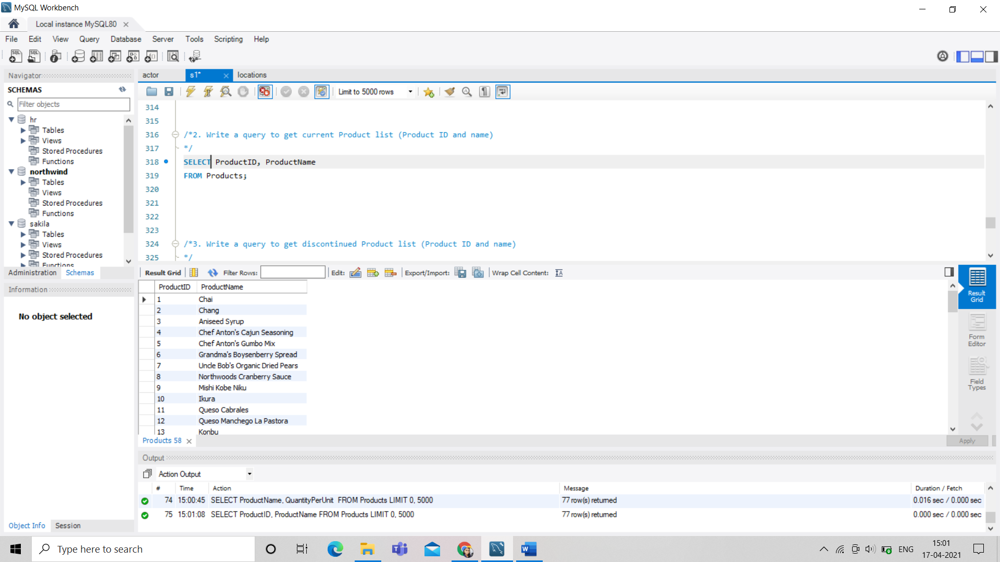 MySQL Workbench
Local instance MySQL80
File Edit View Query Database Server Tools Scripting Help
Navigator
SCHEMAS
Filter objects
hr
Tables
Views
Stored Procedures
Functions
northwind
Tables
Views
Stored Procedures
Functions
sakila
Tables
Views
Stored Procedures
Functions
Administration Schemas
Information
No object selected
Object Info Session
actor s1* locations
Limit to 5000 rows
314
315
316 /*2. Write a query to get current Product list (Product ID and name)
317 */
318 SELECT ProductID, ProductName
319 FROM Products;
320
321
322
323
324 /*3. Write a query to get discontinued Product list (Product ID and name)
325 */
Result Grid Filter Rows: Edit: Export/Import: Wrap Cell Content:
ProductID ProductName
1 Chai
2 Chang
3 Aniseed Syrup
4 Chef Anton's Cajun Seasoning
5 Chef Anton's Gumbo Mix
6 Grandma's Boysenberry Spread
7 Uncle Bob's Organic Dried Pears
8 Northwoods Cranberry Sauce
9 Mishi Kobe Niku
10 Ikura
11 Queso Cabrales
12 Queso Manchego La Pastora
13 Konbu
Result
Grid
Form
Editor
Field
Types
Products 58
Apply
Output
Action Output
# Time Action Message Duration / Fetch
74 15:00:45 SELECT ProductName, QuantityPerUnit FROM Products LIMIT 0, 5000 77 row(s) returned 0.016 sec / 0.000 sec
75 15:01:08 SELECT ProductID, ProductName FROM Products LIMIT 0, 5000 77 row(s) returned 0.000 sec / 0.000 sec
Type here to search
ENG
15:01
17-04-2021